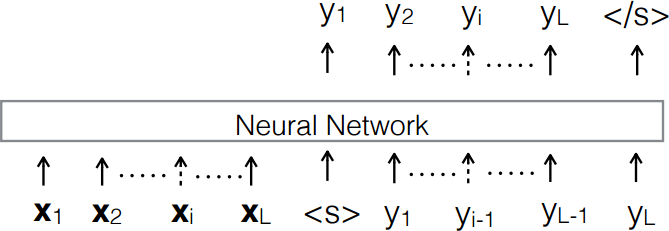 y1 y2 yi yL </s>
Neural Network
x1 x2 xi xL <s> y1 yi-1 yL-1 yL